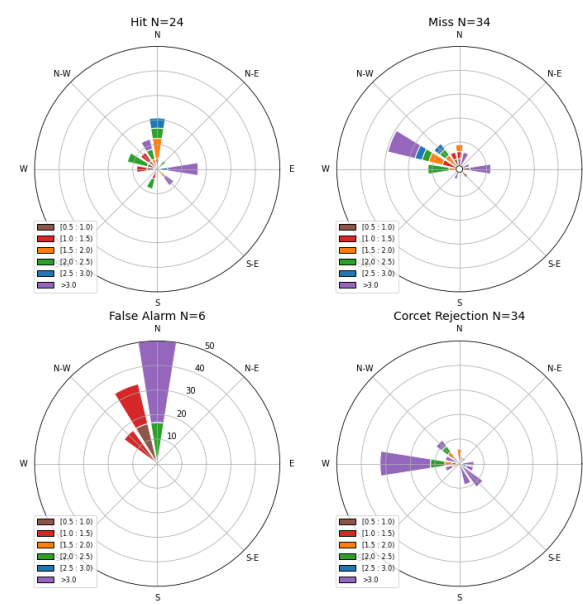 Hit N=24
N
N-W
N-E
W
E
S-E
S
[0.5 : 1.0)
[1.0 : 1.5)
[1.5 : 2.0)
[2.0 : 2.5)
[2.5 : 3.0)
>3.0
Miss N=34
N
N-W
N-E
S-E
S
[0.5 : 1.0)
[1.0 : 1.5)
[1.5 : 2.0)
[2.0 : 2.5)
[2.5 : 3.0)
>3.0
False Alarm N=6
N
N-W
N-E
W
E
S-E
S
50
40
30
20
10
[0.5 : 1.0)
[1.0 : 1.5)
[1.5 : 2.0)
[2.0 : 2.5)
[2.5 : 3.0)
>3.0
Corcet Rejection N=34
N
N-W
N-E
W
S-E
S
[0.5 : 1.0)
[1.0 : 1.5)
[1.5 : 2.0)
[2.0 : 2.5)
[2.5 : 3.0)
>3.0